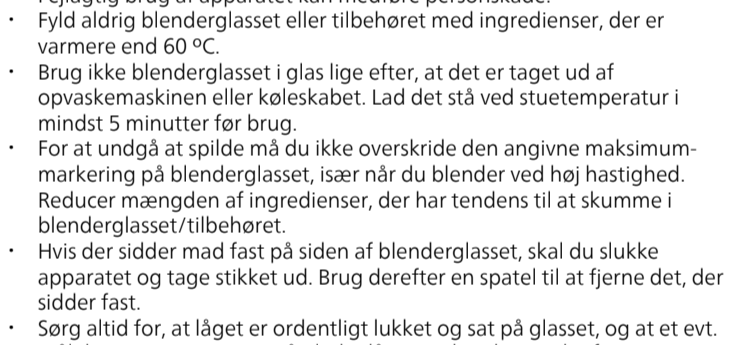 • Fyld aldrig blenderglasset eller tilbehøret med ingredienser, der er
varmere end 60 ºC.
• Brug ikke blenderglasset i glas lige efter, at det er taget ud af
opvaskemaskinen eller køleskabet. Lad det stå ved stuetemperatur i
mindst 5 minutter før brug.
• For at undgå at spilde må du ikke overskride den angivne maksimum-
markering på blenderglasset, især når du blender ved høj hastighed.
Reducer mængden af ingredienser, der har tendens til at skumme i
blenderglasset/tilbehøret.
• Hvis der sidder mad fast på siden af blenderglasset, skal du slukke
apparatet og tage stikket ud. Brug derefter en spatel til at fjerne det, der
sidder fast.
• Sørg altid for, at låget er ordentligt lukket og sat på glasset, og at et evt.